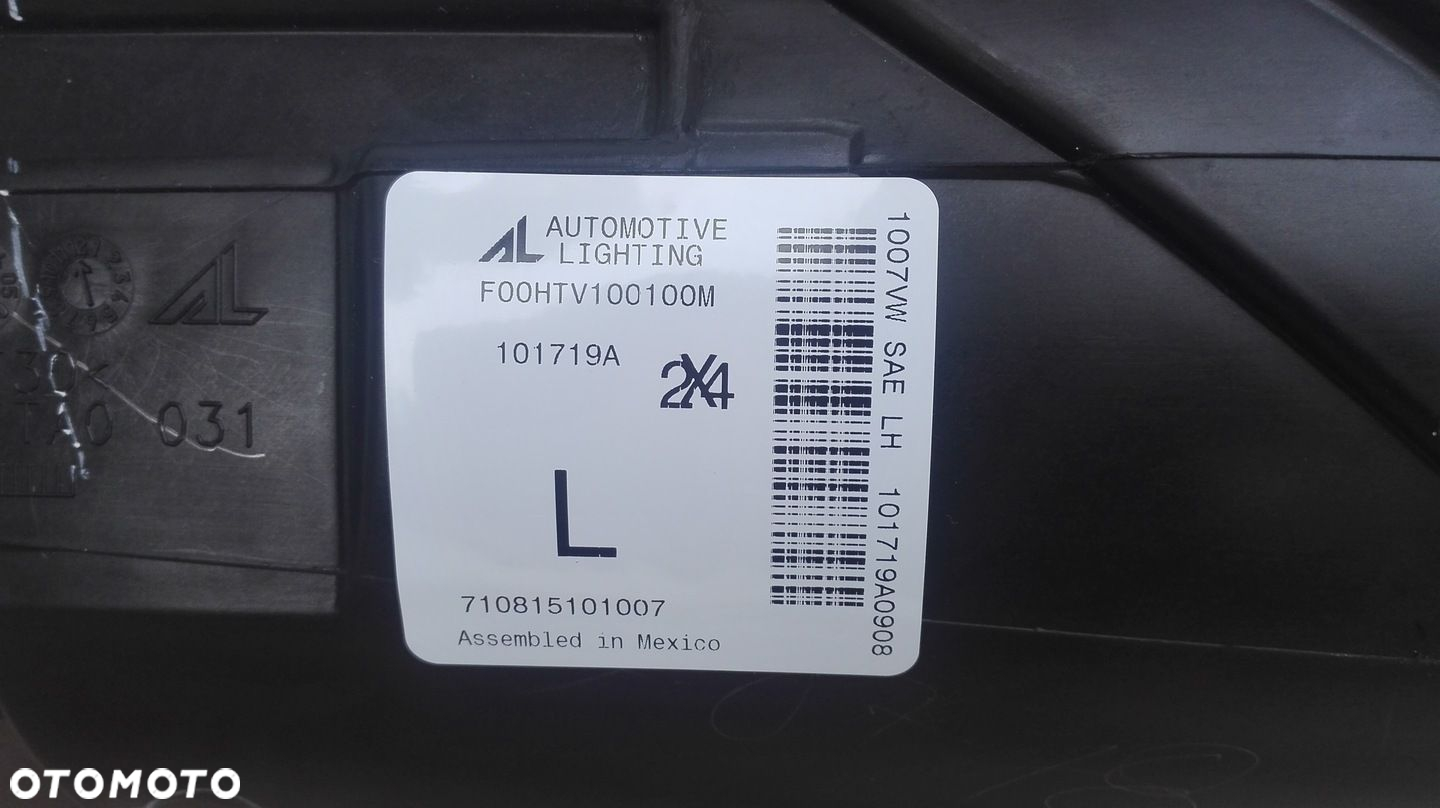 AL AUTOMOTIVE
LIGHTING
F00HTV100100M
101719A
2X4
L
710815101007
Assembled in Mexico
1007VW SAE LH 101719A0908
AL
031
OTOMOTO